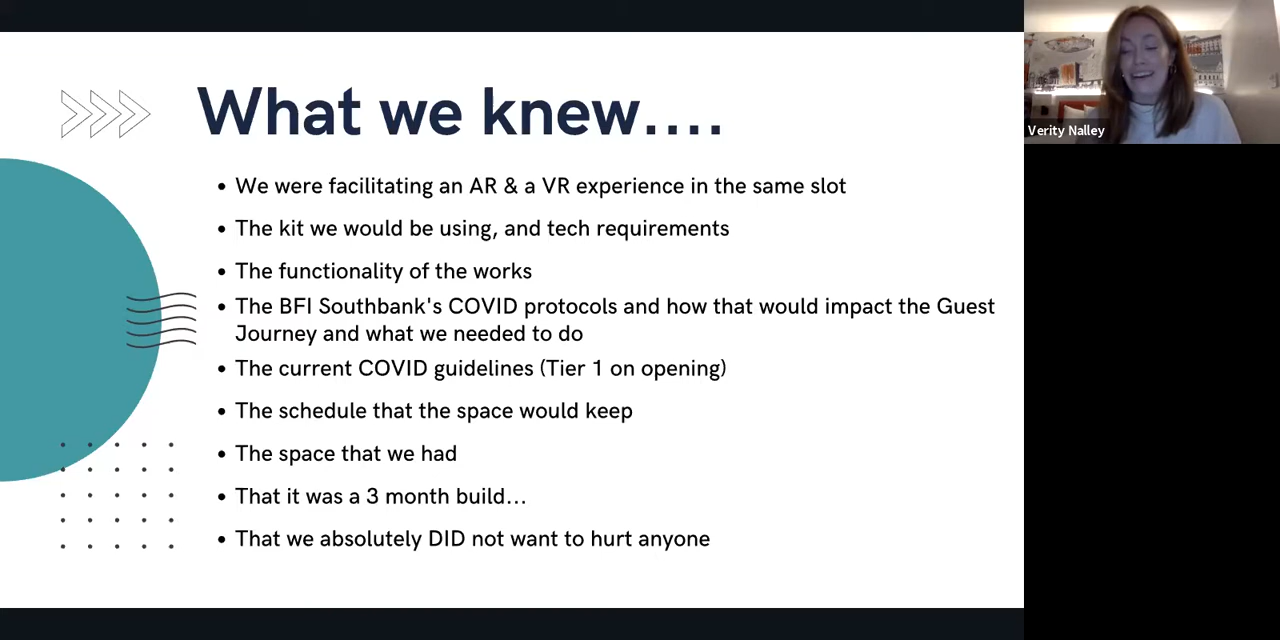 What we knew....
• We were facilitating an AR & a VR experience in the same slot
• The kit we would be using, and tech requirements
• The functionality of the works
• The BFI Southbank's COVID protocols and how that would impact the Guest
Journey and what we needed to do
• The current COVID guidelines (Tier 1 on opening)
• The schedule that the space would keep
• The space that we had
• That it was a 3 month build...
• That we absolutely DID not want to hurt anyone
Verity Nalley